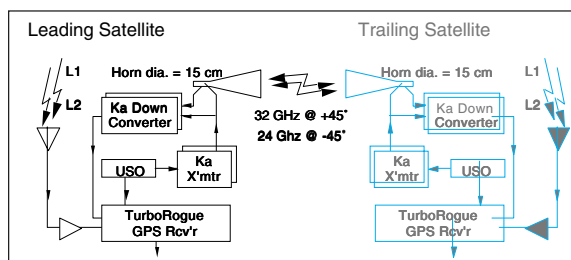 Leading Satellite
Trailing Satellite
L1
L2
Horn dia. = 15 cm
Horn dia. = 15 cm
L1
L2
Ka Down
Converter
32 GHz @ +45°
24 Ghz @ -45°
Ka Down
Converter
USO
Ka
X'mtr
Ka
X'mtr
USO
TurboRogue
GPS Rcv'r
TurboRogue
GPS Rcv'r